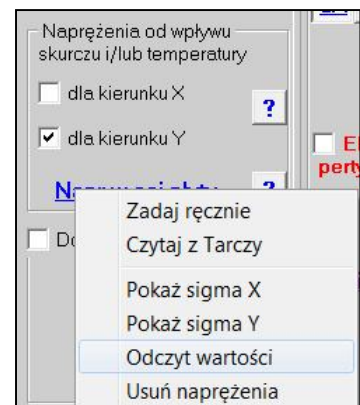 Naprężenia od wpływu
skurczu i/lub temperatury
dla kierunku X
?
dla kierunku Y
?
Zadaj ręcznie
Czytaj z Tarczy
Pokaż sigma X
Pokaż sigma Y
Odczyt wartości
Usuń naprężenia